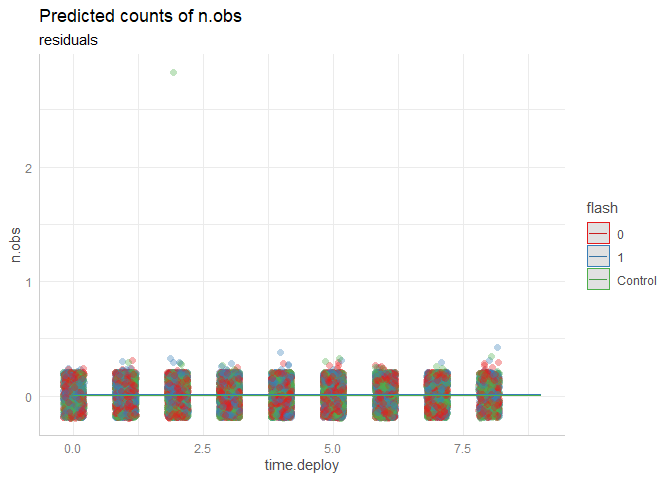 Predicted counts of n.obs
residuals
n.obs
2
1
0
0.0
2.5
5.0
7.5
time.deploy
flash
0
1
Control